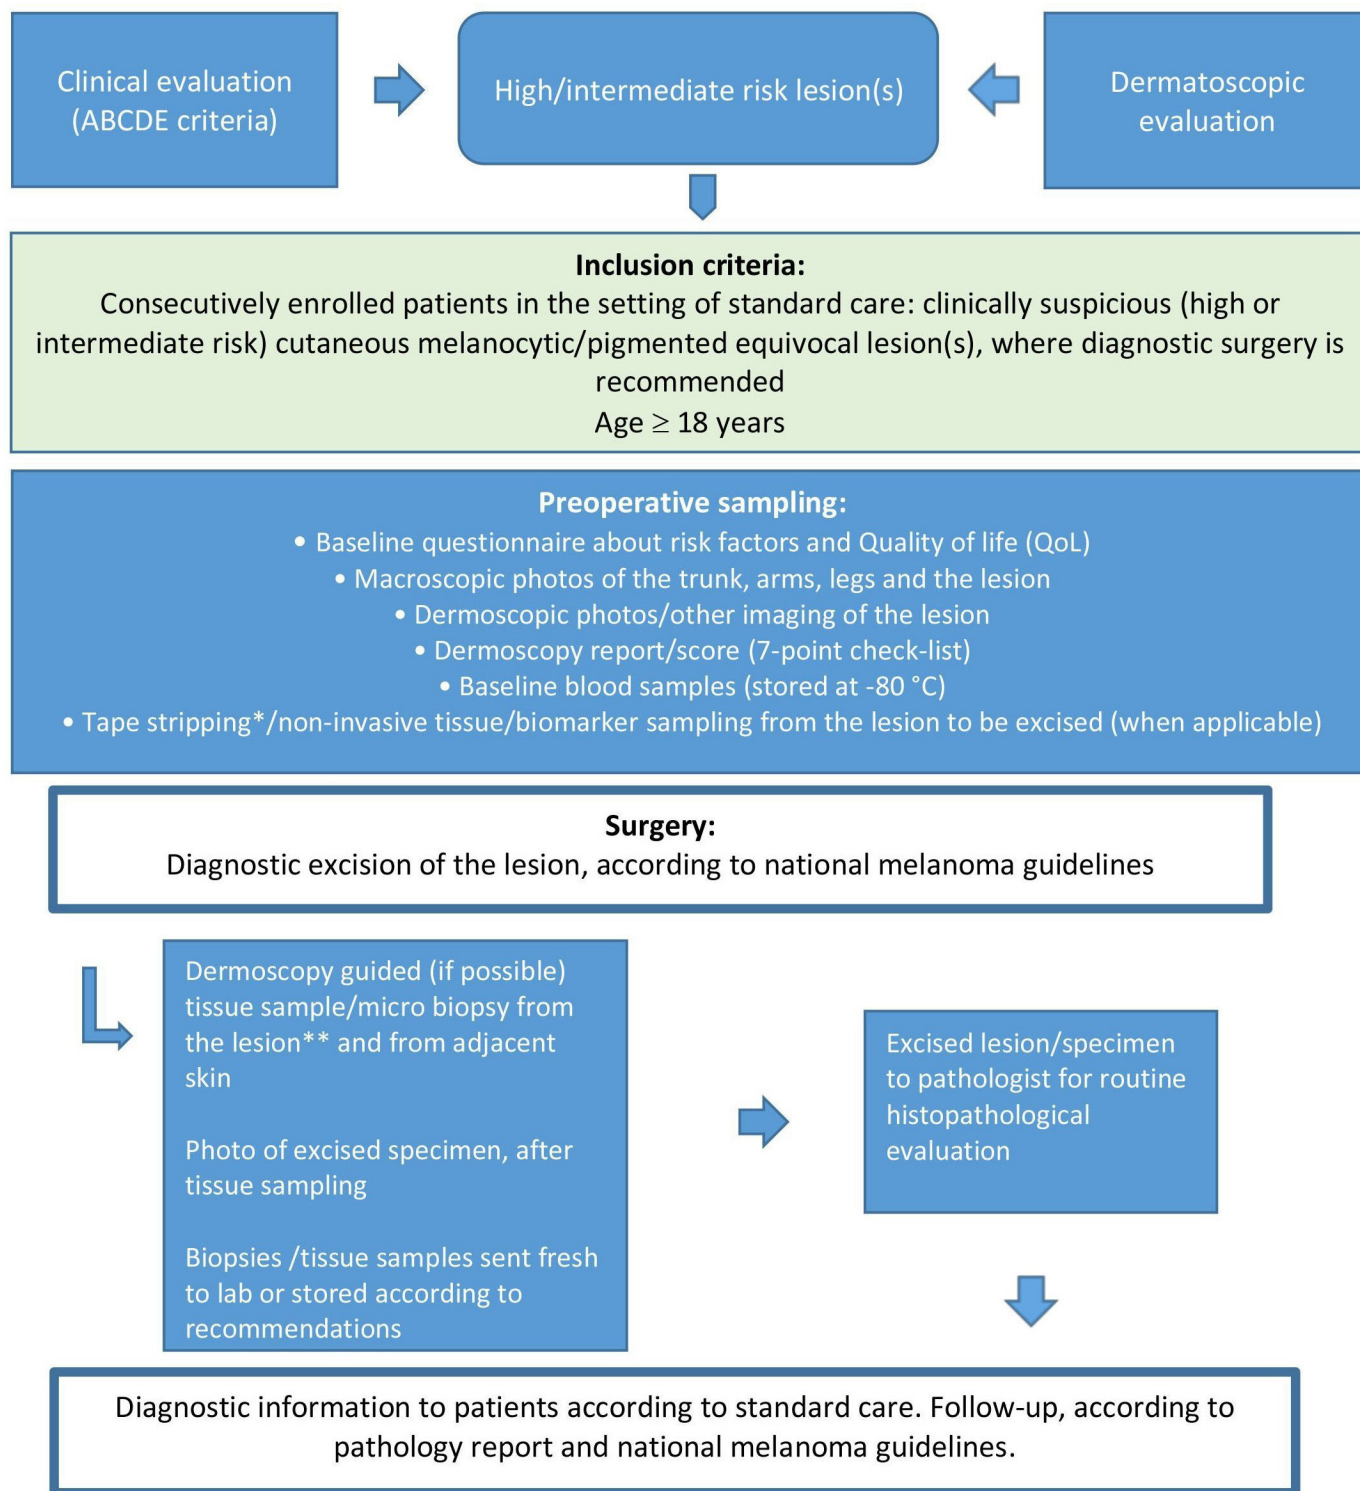 Clinical evaluation
(ABCDE criteria)
High/intermediate risk lesion(s)
Dermatoscopic
evaluation
Inclusion criteria:
Consecutively enrolled patients in the setting of standard care: clinically suspicious (high or
intermediate risk) cutaneous melanocytic/pigmented equivocal lesion(s), where diagnostic surgery is
recommended
Age ≥ 18 years
Preoperative sampling:
• Baseline questionnaire about risk factors and Quality of life (QoL)
• Macroscopic photos of the trunk, arms, legs and the lesion
• Dermoscopic photos/other imaging of the lesion
• Dermoscopy report/score (7-point check-list)
• Baseline blood samples (stored at -80 °C)
• Tape stripping*/non-invasive tissue/biomarker sampling from the lesion to be excised (when applicable)
Surgery:
Diagnostic excision of the lesion, according to national melanoma guidelines
Dermoscopy guided (if possible)
tissue sample/micro biopsy from
the lesion** and from adjacent
skin
Photo of excised specimen, after
tissue sampling
Biopsies /tissue samples sent fresh
to lab or stored according to
recommendations
Excised lesion/specimen
to pathologist for routine
histopathological
evaluation
Diagnostic information to patients according to standard care. Follow-up, according to
pathology report and national melanoma guidelines.